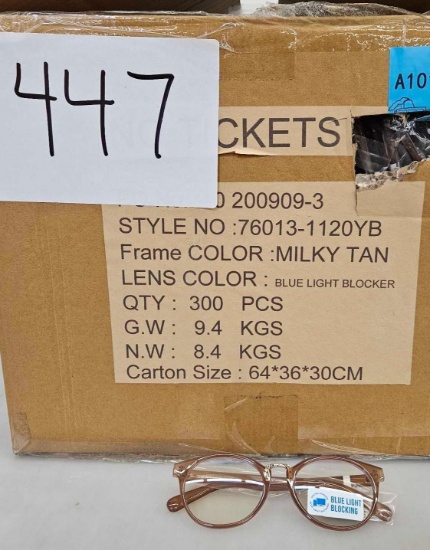 447
A10
CKETS
200909-3
STYLE NO :76013-1120YB
Frame COLOR :MILKY TAN
LENS COLOR : BLUE LIGHT BLOCKER
QTY : 300 PCS
G.W : 9.4 KGS
N.W : 8.4 KGS
Carton Size : 64*36*30CM
BLUE LIGHT
BLOCKING